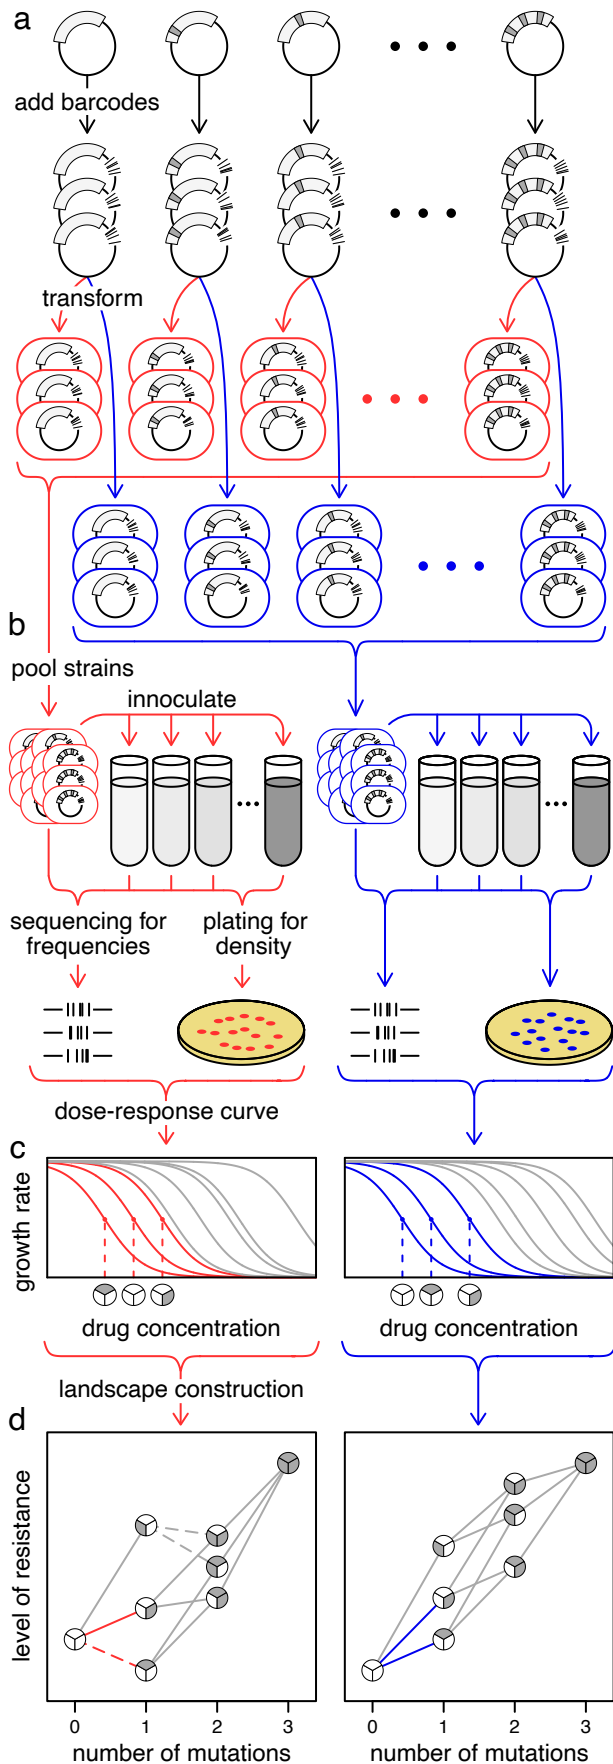 a
add barcodes
transform
b
pool strains
innoculate
sequencing for
frequencies
plating for
density
dose-response curve
c
growth rate
drug concentration
drug concentration
landscape construction
d
level of resistance
0 1 2 3
0 1 2 3
number of mutations
number of mutations